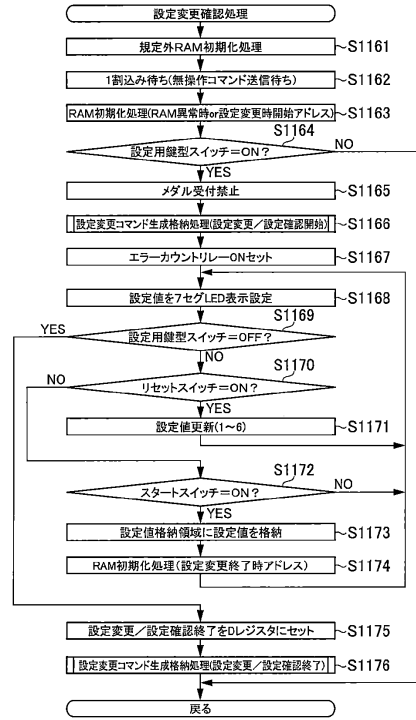 設定変更確認処理
規定外RAM初期化処理 S1161
1割込み待ち(無操作コマンド送信待ち) S1162
RAM初期化処理(RAM異常時or設定変更時開始アドレス) S1163
S1164
設定用鍵型スイッチ=ON? NO
YES
メダル受付禁止 S1165
設定変更コマンド生成格納処理(設定変更/設定確認開始) S1166
エラーカウントリレーONセット S1167
設定値を7セグLED表示設定 S1168
S1169
YES 設定用鍵型スイッチ=OFF?
NO
S1170
NO リセットスイッチ=ON?
YES
設定値更新(1~6) S1171
S1172
スタートスイッチ=ON? NO
YES
設定値格納領域に設定値を格納 S1173
RAM初期化処理(設定変更終了時アドレス) S1174
設定変更/設定確認終了をDレジスタにセット S1175
設定変更コマンド生成格納処理(設定変更/設定確認終了) S1176
戻る